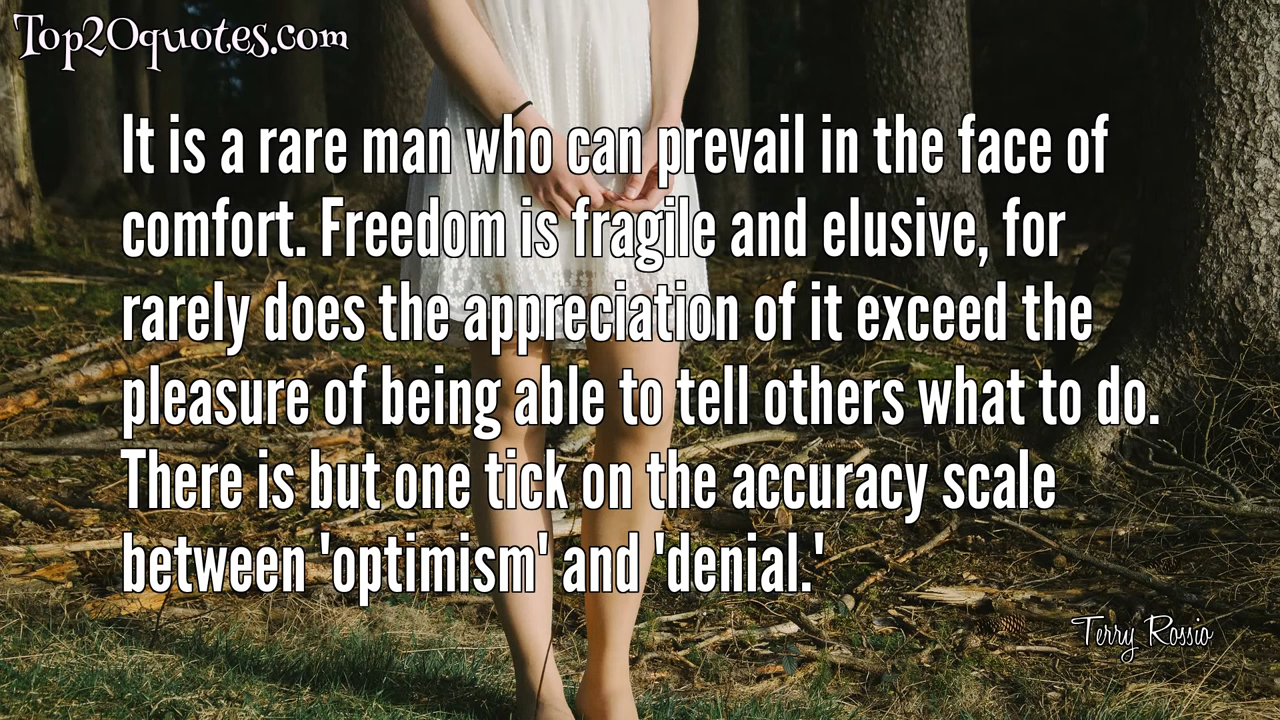 Top20quotes.com
It is a rare man who can prevail in the face of
comfort. Freedom is fragile and elusive, for
rarely does the appreciation of it exceed the
pleasure of being able to tell others what to do.
There is but one tick on the accuracy scale
between 'optimism' and 'denial.'
Terry Rossio